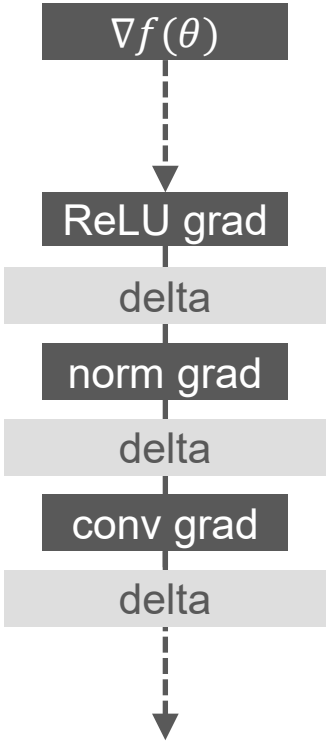 ∇f(θ)
ReLU grad
delta
norm grad
delta
conv grad
delta